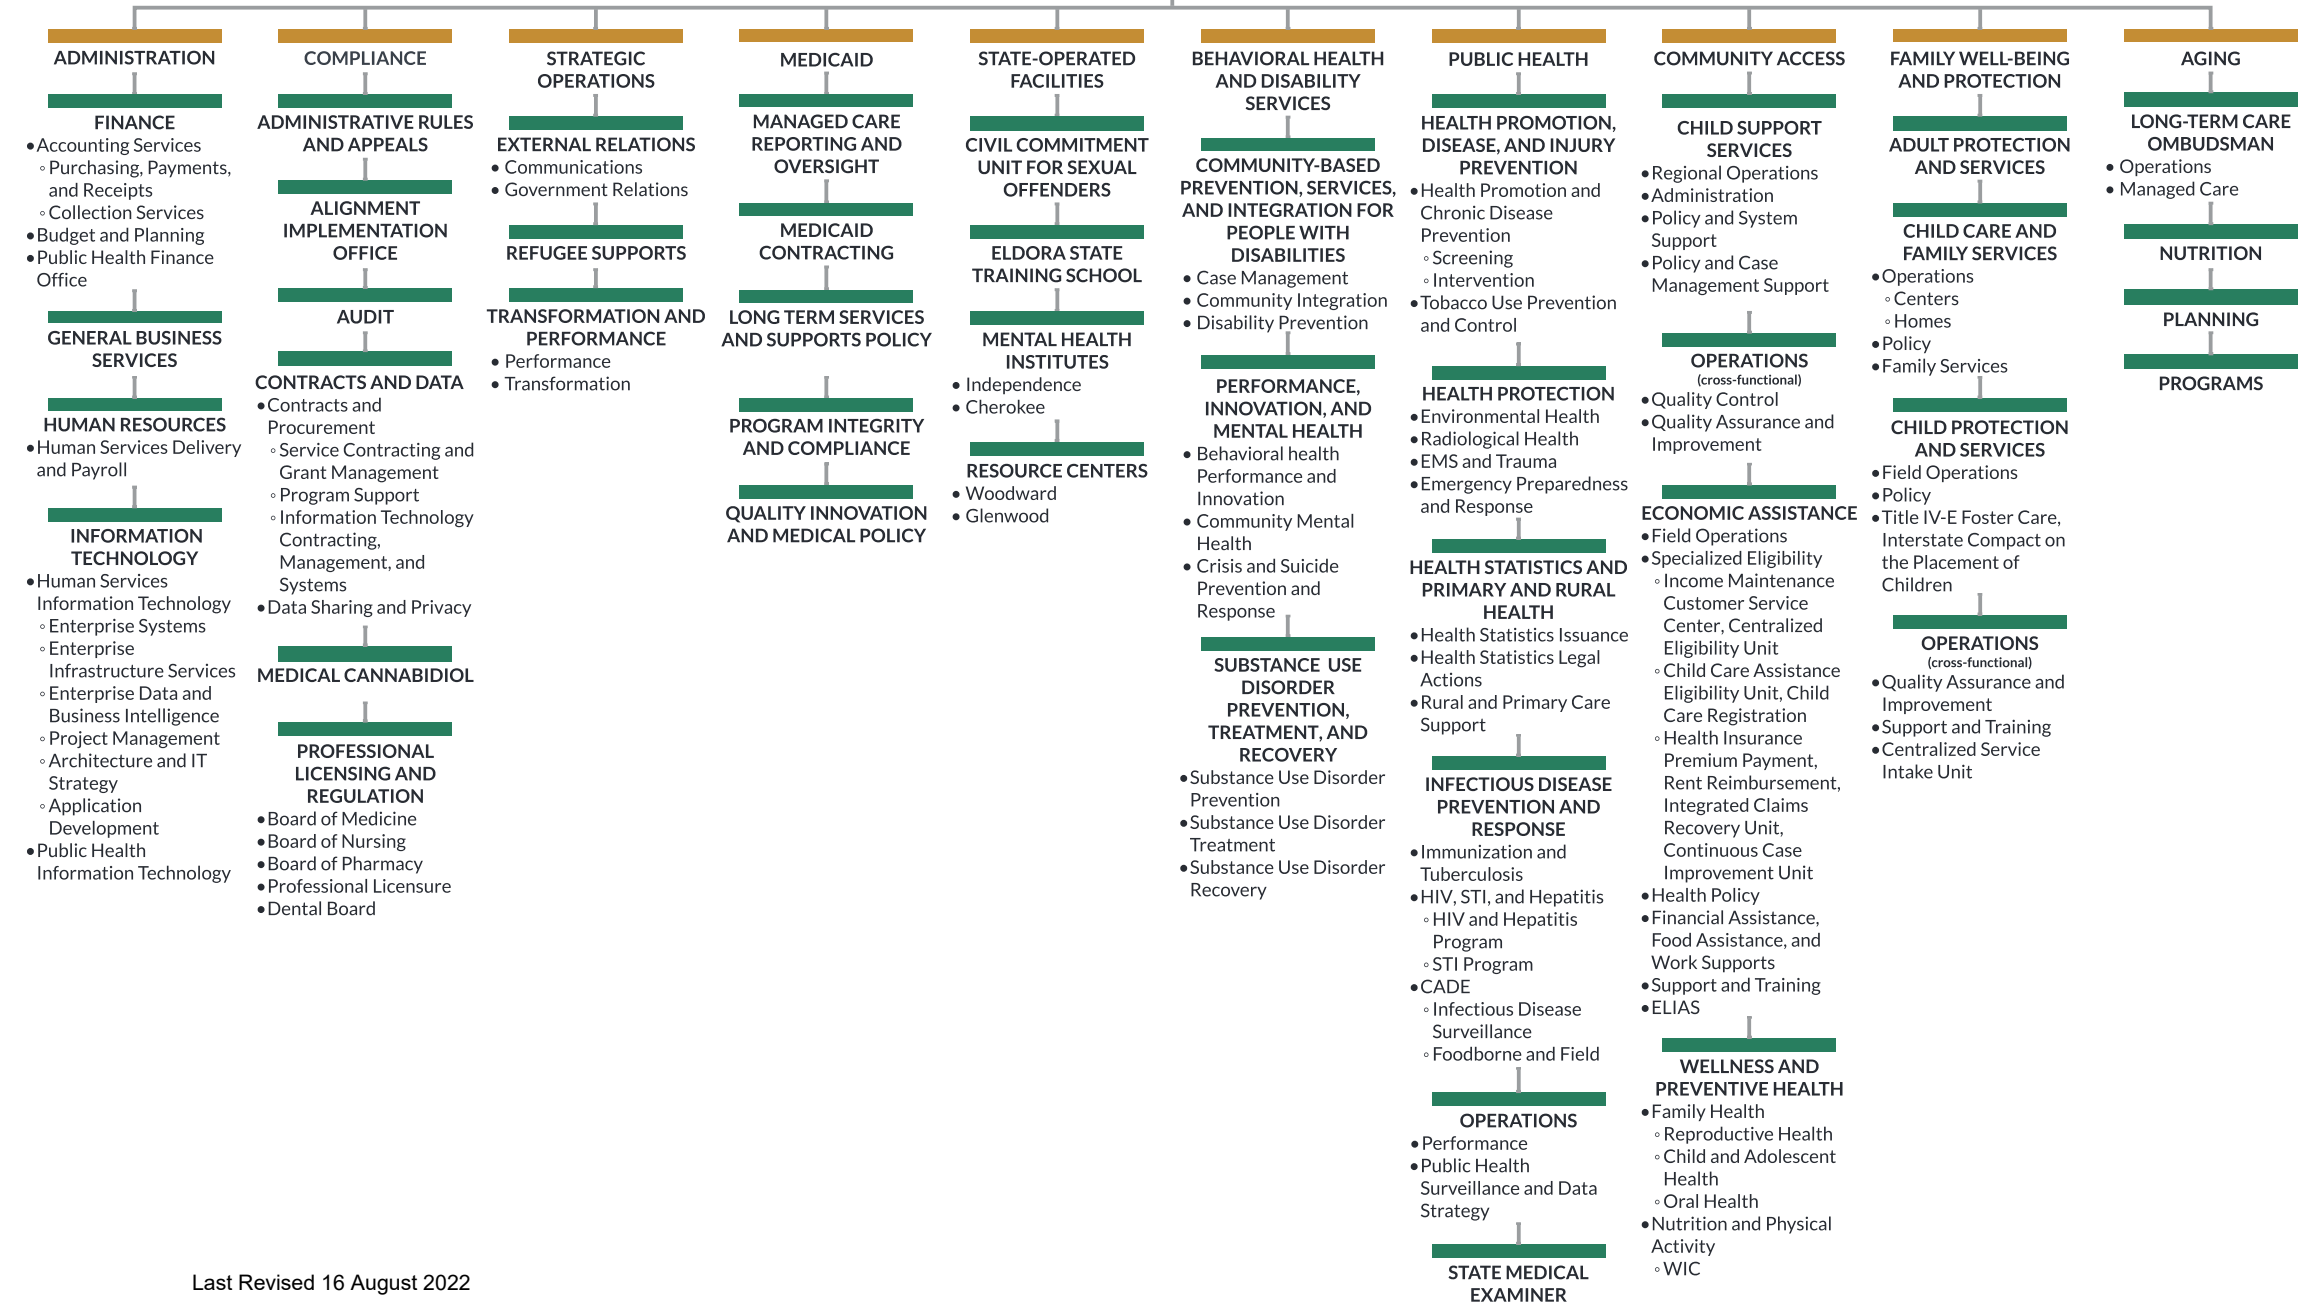 ADMINISTRATION
FINANCE
•Accounting Services
◦Purchasing, Payments,
and Receipts
◦Collection Services
•Budget and Planning
•Public Health Finance
Office
GENERAL BUSINESS
SERVICES
HUMAN RESOURCES
•Human Services Delivery
and Payroll
INFORMATION
TECHNOLOGY
•Human Services
Information Technology
◦Enterprise Systems
◦Enterprise
Infrastructure Services
◦Enterprise Data and
Business Intelligence
◦Project Management
◦Architecture and IT
Strategy
◦Application
Development
•Public Health
Information Technology
COMPLIANCE
ADMINISTRATIVE RULES
AND APPEALS
ALIGNMENT
IMPLEMENTATION
OFFICE
AUDIT
CONTRACTS AND DATA
•Contracts and
Procurement
◦Service Contracting and
Grant Management
◦Program Support
◦Information Technology
Contracting,
Management, and
Systems
•Data Sharing and Privacy
MEDICAL CANNABIDIOL
PROFESSIONAL
LICENSING AND
REGULATION
•Board of Medicine
•Board of Nursing
•Board of Pharmacy
•Professional Licensure
•Dental Board
STRATEGIC
OPERATIONS
EXTERNAL RELATIONS
• Communications
• Government Relations
REFUGEE SUPPORTS
TRANSFORMATION AND
PERFORMANCE
• Performance
• Transformation
MEDICAID
MANAGED CARE
REPORTING AND
OVERSIGHT
MEDICAID
CONTRACTING
LONG TERM SERVICES
AND SUPPORTS POLICY
PROGRAM INTEGRITY
AND COMPLIANCE
QUALITY INNOVATION
AND MEDICAL POLICY
STATE-OPERATED
FACILITIES
CIVIL COMMITMENT
UNIT FOR SEXUAL
OFFENDERS
ELDORA STATE
TRAINING SCHOOL
MENTAL HEALTH
INSTITUTES
• Independence
• Cherokee
RESOURCE CENTERS
• Woodward
• Glenwood
BEHAVIORAL HEALTH
AND DISABILITY
SERVICES
COMMUNITY-BASED
PREVENTION, SERVICES,
AND INTEGRATION FOR
PEOPLE WITH
DISABILITIES
• Case Management
• Community Integration
• Disability Prevention
PERFORMANCE,
INNOVATION, AND
MENTAL HEALTH
• Behavioral health
Performance and
Innovation
• Community Mental
Health
• Crisis and Suicide
Prevention and
Response
SUBSTANCE USE
DISORDER
PREVENTION,
TREATMENT, AND
RECOVERY
•Substance Use Disorder
Prevention
•Substance Use Disorder
Treatment
•Substance Use Disorder
Recovery
PUBLIC HEALTH
HEALTH PROMOTION,
DISEASE, AND INJURY
PREVENTION
•Health Promotion and
Chronic Disease
Prevention
◦Screening
◦Intervention
•Tobacco Use Prevention
and Control
HEALTH PROTECTION
•Environmental Health
•Radiological Health
•EMS and Trauma
•Emergency Preparedness
and Response
HEALTH STATISTICS AND
PRIMARY AND RURAL
HEALTH
•Health Statistics Issuance
•Health Statistics Legal
Actions
•Rural and Primary Care
Support
INFECTIOUS DISEASE
PREVENTION AND
RESPONSE
•Immunization and
Tuberculosis
•HIV, STI, and Hepatitis
◦HIV and Hepatitis
Program
◦STI Program
•CADE
◦Infectious Disease
Surveillance
◦Foodborne and Field
OPERATIONS
•Performance
•Public Health
Surveillance and Data
Strategy
STATE MEDICAL
EXAMINER
COMMUNITY ACCESS
CHILD SUPPORT
SERVICES
•Regional Operations
•Administration
•Policy and System
Support
•Policy and Case
Management Support
OPERATIONS
(cross-functional)
•Quality Control
•Quality Assurance and
Improvement
ECONOMIC ASSISTANCE
•Field Operations
•Specialized Eligibility
◦Income Maintenance
Customer Service
Center, Centralized
Eligibility Unit
◦Child Care Assistance
Eligibility Unit, Child
Care Registration
◦Health Insurance
Premium Payment,
Rent Reimbursement,
Integrated Claims
Recovery Unit,
Continuous Case
Improvement Unit
•Health Policy
•Financial Assistance,
Food Assistance, and
Work Supports
•Support and Training
•ELIAS
WELLNESS AND
PREVENTIVE HEALTH
•Family Health
◦Reproductive Health
◦Child and Adolescent
Health
◦Oral Health
•Nutrition and Physical
Activity
◦WIC
FAMILY WELL-BEING
AND PROTECTION
ADULT PROTECTION
AND SERVICES
CHILD CARE AND
FAMILY SERVICES
•Operations
◦Centers
◦Homes
•Policy
•Family Services
CHILD PROTECTION
AND SERVICES
•Field Operations
•Policy
•Title IV-E Foster Care,
Interstate Compact on
the Placement of
Children
OPERATIONS
(cross-functional)
•Quality Assurance and
Improvement
•Support and Training
•Centralized Service
Intake Unit
AGING
LONG-TERM CARE
OMBUDSMAN
• Operations
• Managed Care
NUTRITION
PLANNING
PROGRAMS
Last Revised 16 August 2022